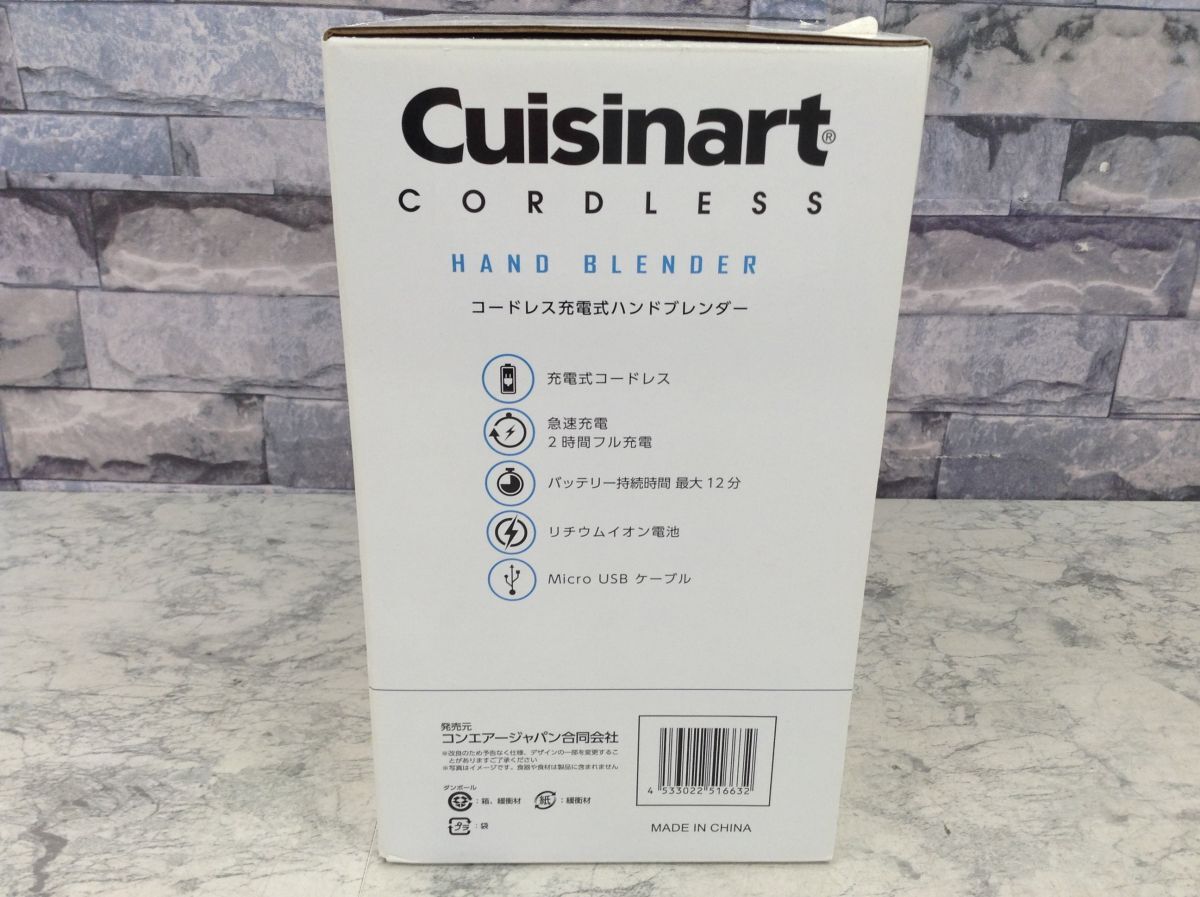 Cuisinart®
CORDLESS
HAND BLENDER
コードレス充電式ハンドブレンダー
充電式コードレス
急速充電
2時間フル充電
バッテリー持続時間 最大12分
リチウムイオン電池
Micro USB ケーブル
発売元
コンエアージャパン合同会社
※改良のため予告なく仕様、デザインの一部を変更するこ
とがありますご了承ください
※写真はイメージです。食器や食材は製品に含まれません
ダンボール
:箱、緩衝材 紙 :緩衝材
プラ :袋
4 533022 516632
MADE IN CHINA